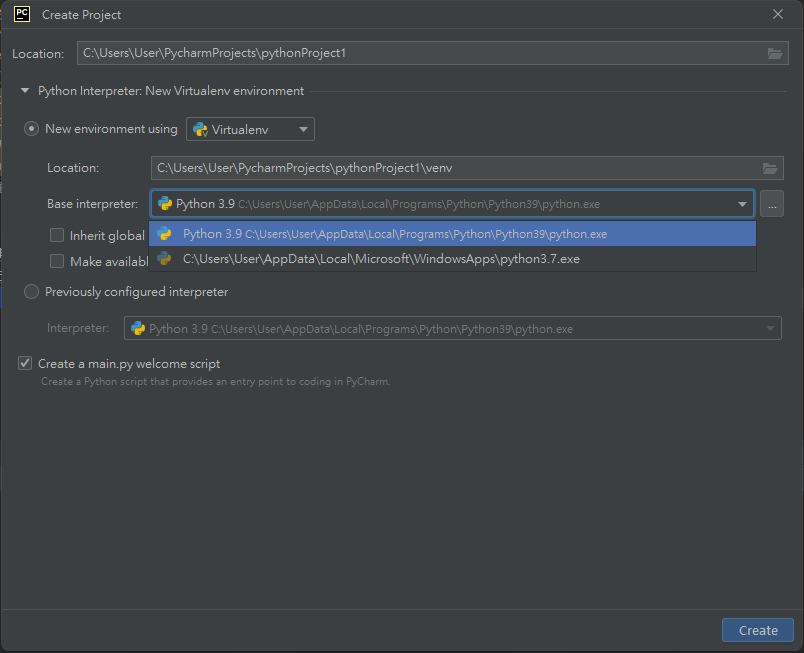 PC Create Project
Location: C:\Users\User\PycharmProjects\pythonProject1
Python Interpreter: New Virtualenv environment
New environment using Virtualenv
Location: C:\Users\User\PycharmProjects\pythonProject1\venv
Base interpreter: Python 3.9 C:\Users\User\AppData\Local\Programs\Python\Python39\python.exe ...
Inherit global Python 3.9 C:\Users\User\AppData\Local\Programs\Python\Python39\python.exe
Make availabl C:\Users\User\AppData\Local\Microsoft\WindowsApps\python3.7.exe
Previously configured interpreter
Interpreter: Python 3.9 C:\Users\User\AppData\Local\Programs\Python\Python39\python.exe
Create a main.py welcome script
Create a Python script that provides an entry point to coding in PyCharm.
Create